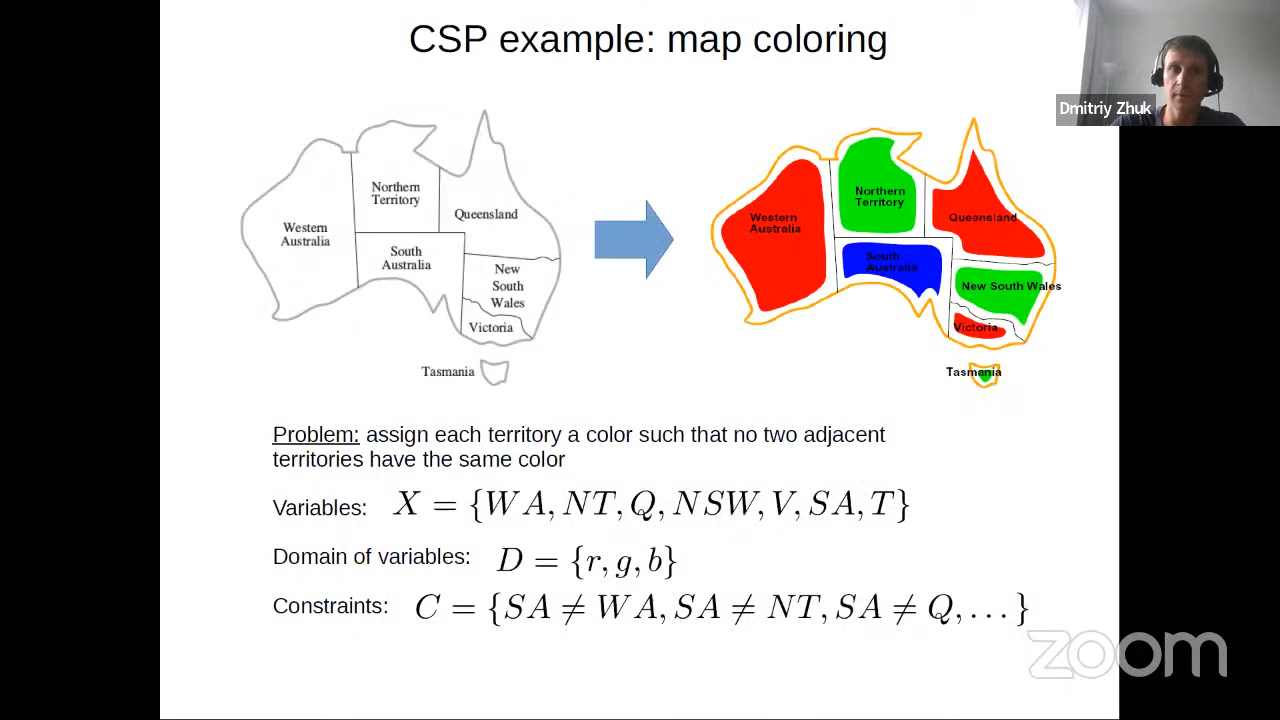 CSP example: map coloring
Dmitriy Zhuk
Northern
Territory
Queensland
Western
Australia
South
Australia
New
South
Wales
Victoria
Tasmania
Northern
Territory
Western
Australia
Queensland
South
Australia
New South Wales
Victoria
Tasmania
Problem: assign each territory a color such that no two adjacent
territories have the same color
Variables: X = {WA, NT, Q, NSW, V, SA, T}
Domain of variables: D = {r, g, b}
Constraints: C = {SA ≠ WA, SA ≠ NT, SA ≠ Q, . . . }
zoom